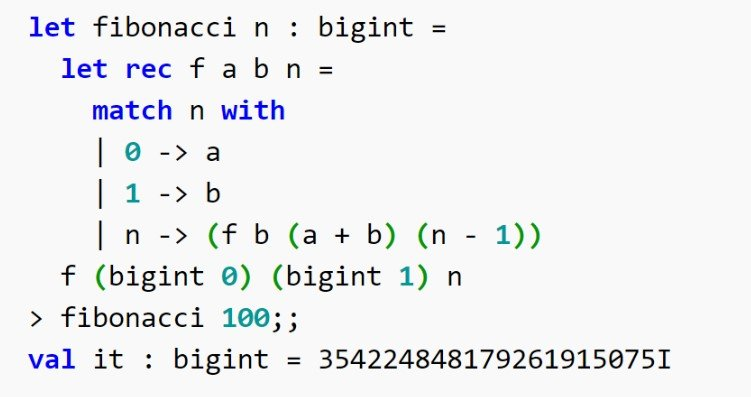 let fibonacci n : bigint =
  let rec f a b n =
    match n with
    | 0 -> a
    | 1 -> b
    | n -> (f b (a + b) (n - 1))
  f (bigint 0) (bigint 1) n
> fibonacci 100;;
val it : bigint = 354224848179261915075I